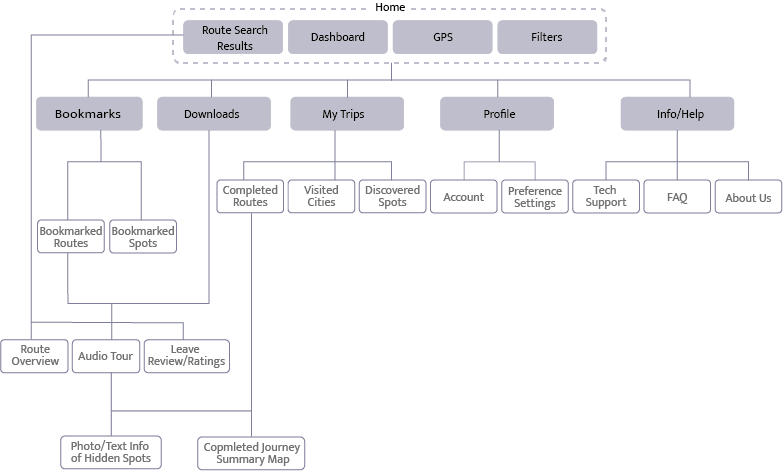 Home
Route Search
Results
Dashboard
GPS
Filters
Bookmarks
Downloads
My Trips
Profile
Info/Help
Completed
Routes
Visited
Cities
Discovered
Spots
Account
Preference
Settings
Tech
Support
FAQ
About Us
Bookmarked
Routes
Bookmarked
Spots
Route
Overview
Audio Tour
Leave
Review/Ratings
Photo/Text Info
of Hidden Spots
Copmleted Journey
Summary Map